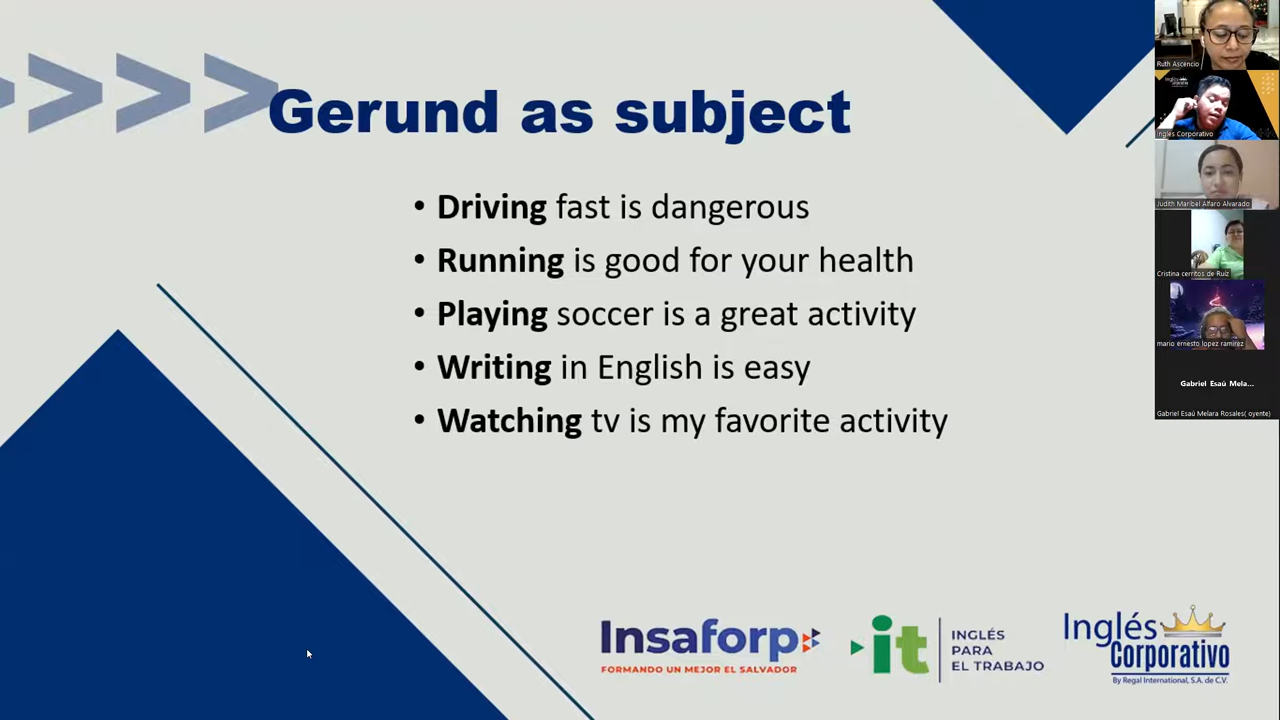 Gerund as subject
• Driving fast is dangerous
• Running is good for your health
• Playing soccer is a great activity
• Writing in English is easy
• Watching tv is my favorite activity
Insaforp
FORMANDO UN MEJOR EL SALVADOR
it
INGLÉS
PARA
EL TRABAJO
Inglés
Corporativo
By Regal International, S.A. de C.V.
Ruth Ascencio
Inglés Corporativo
Judith Maribel Alfaro Alvarado
Cristina cerritos de Ruiz
mario ernesto lopez ramirez
Gabriel Esaú Mela...
Gabriel Esaú Melara Rosales( oyente)